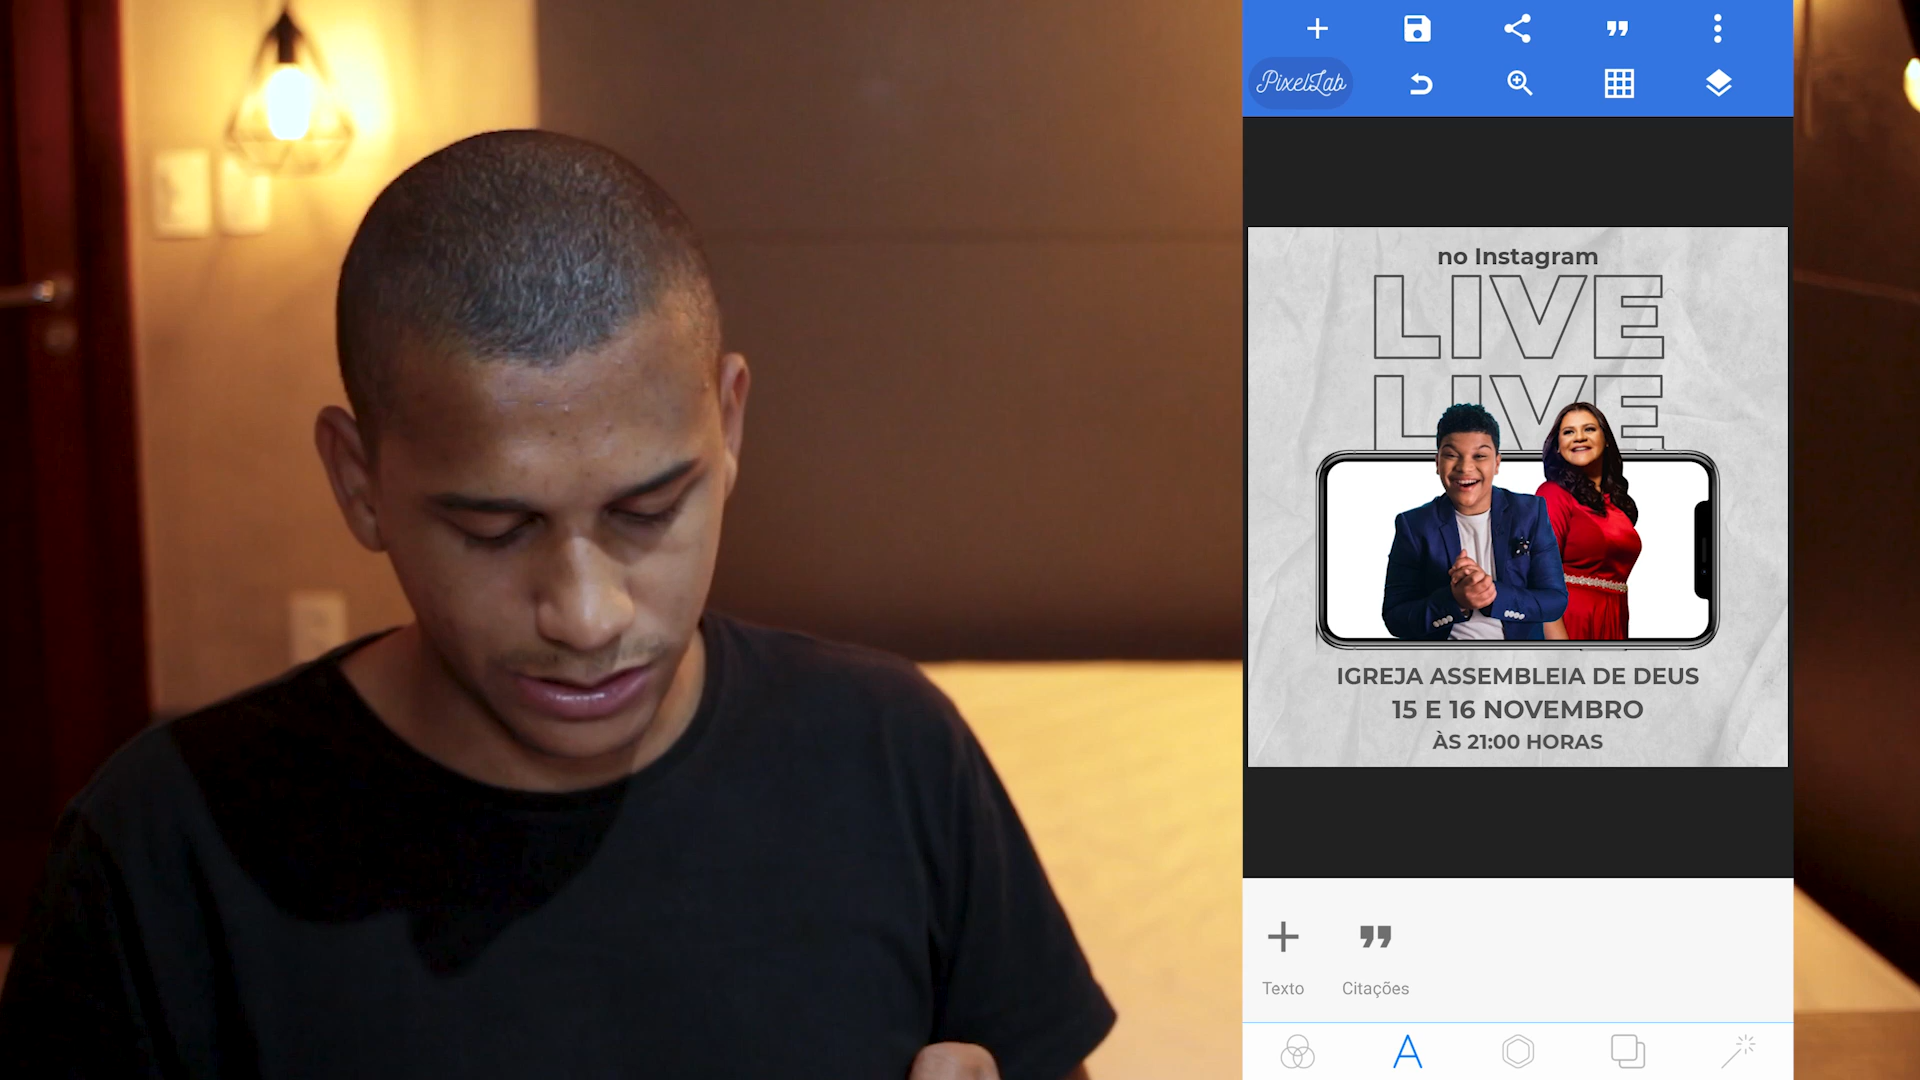 PixelLab
no Instagram
LIVE
LIVE
IGREJA ASSEMBLEIA DE DEUS
15 E 16 NOVEMBRO
ÀS 21:00 HORAS
Texto
Citações